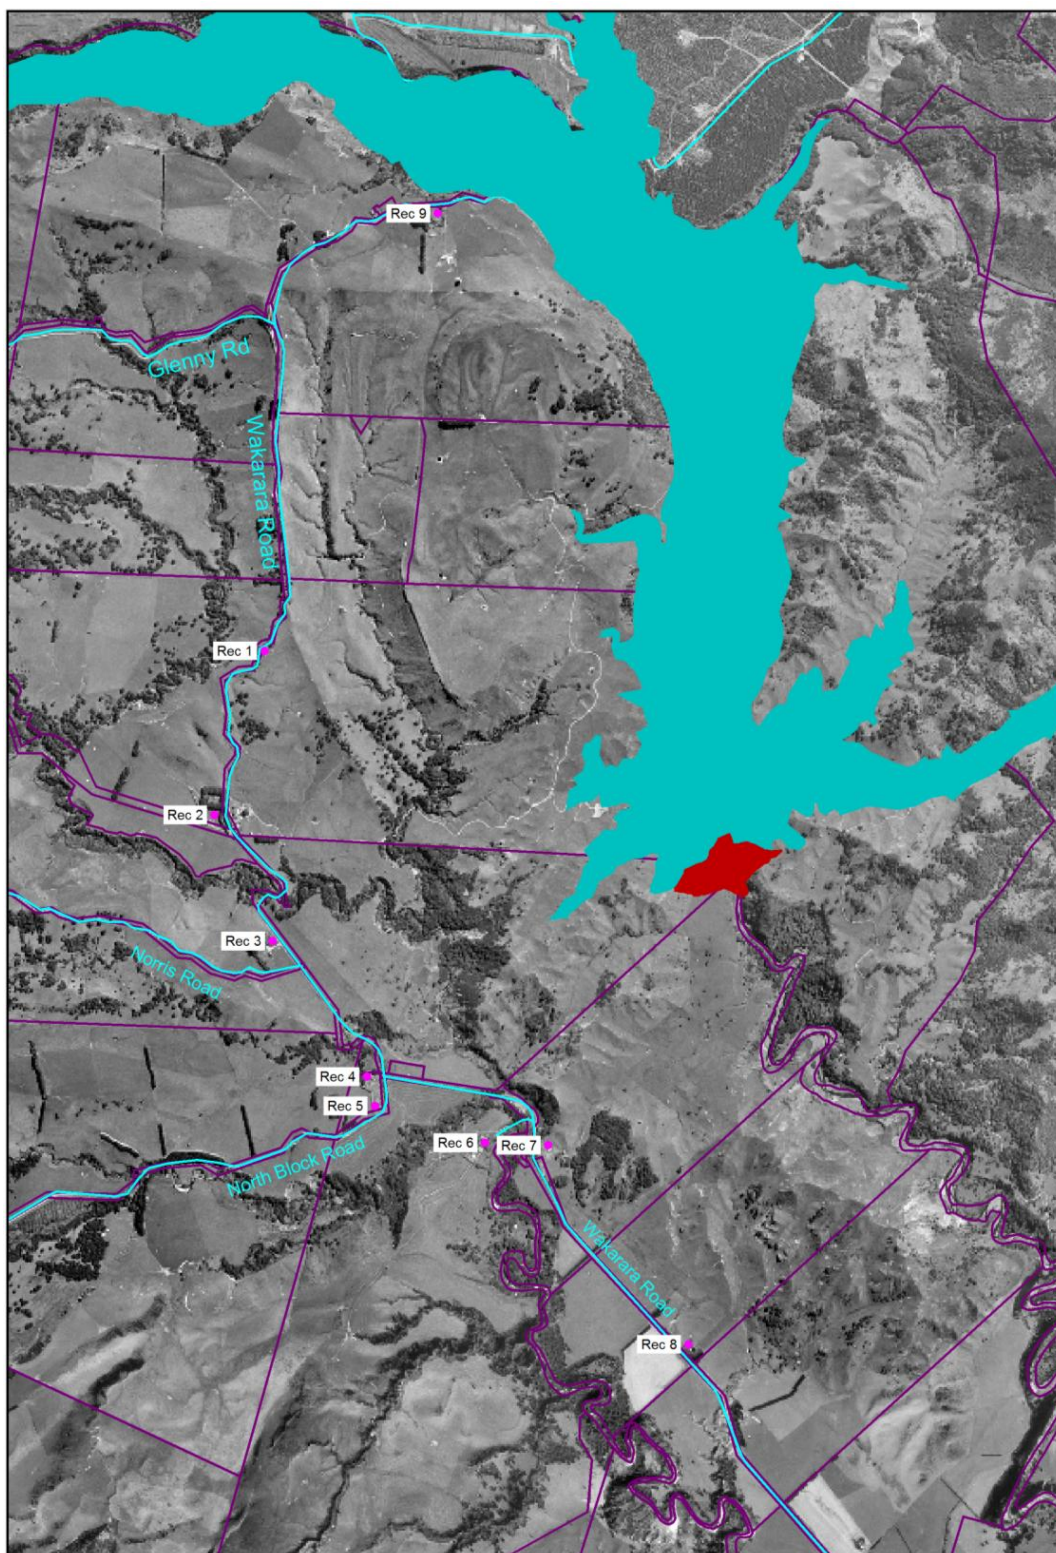 Rec 9
Glenny Rd
Wakarara Road
Rec 1
Rec 2
Rec 3
Norris Road
Rec 4
Rec 5
Rec 6
Rec 7
North Block Road
Wakarara Road
Rec 8